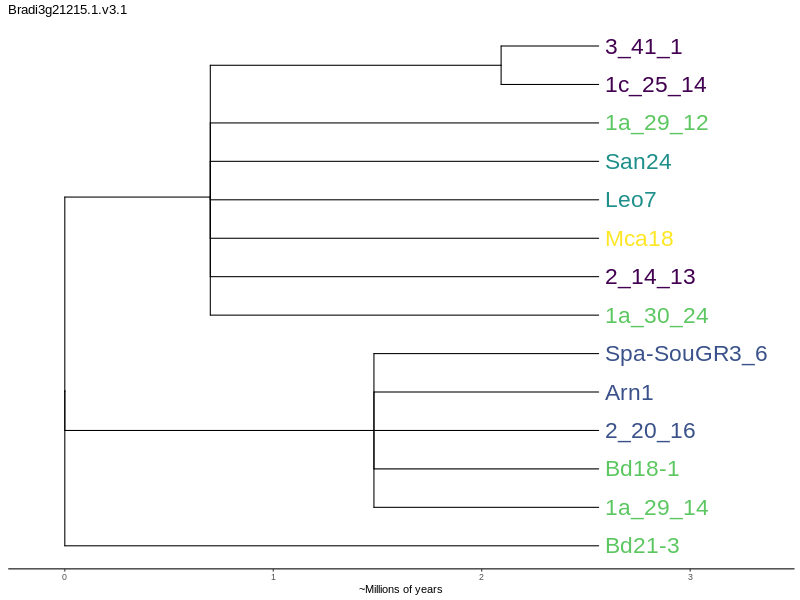 Bradi3g21215.1.v3.1
3_41_1
1c_25_14
1a_29_12
San24
Leo7
Mca18
2_14_13
1a_30_24
Spa-SouGR3_6
Arn1
2_20_16
Bd18-1
1a_29_14
Bd21-3
0 1 2 3
~Millions of years